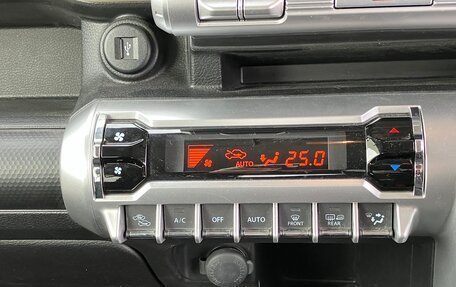 AUTO 25.0
A/C OFF AUTO FRONT REAR